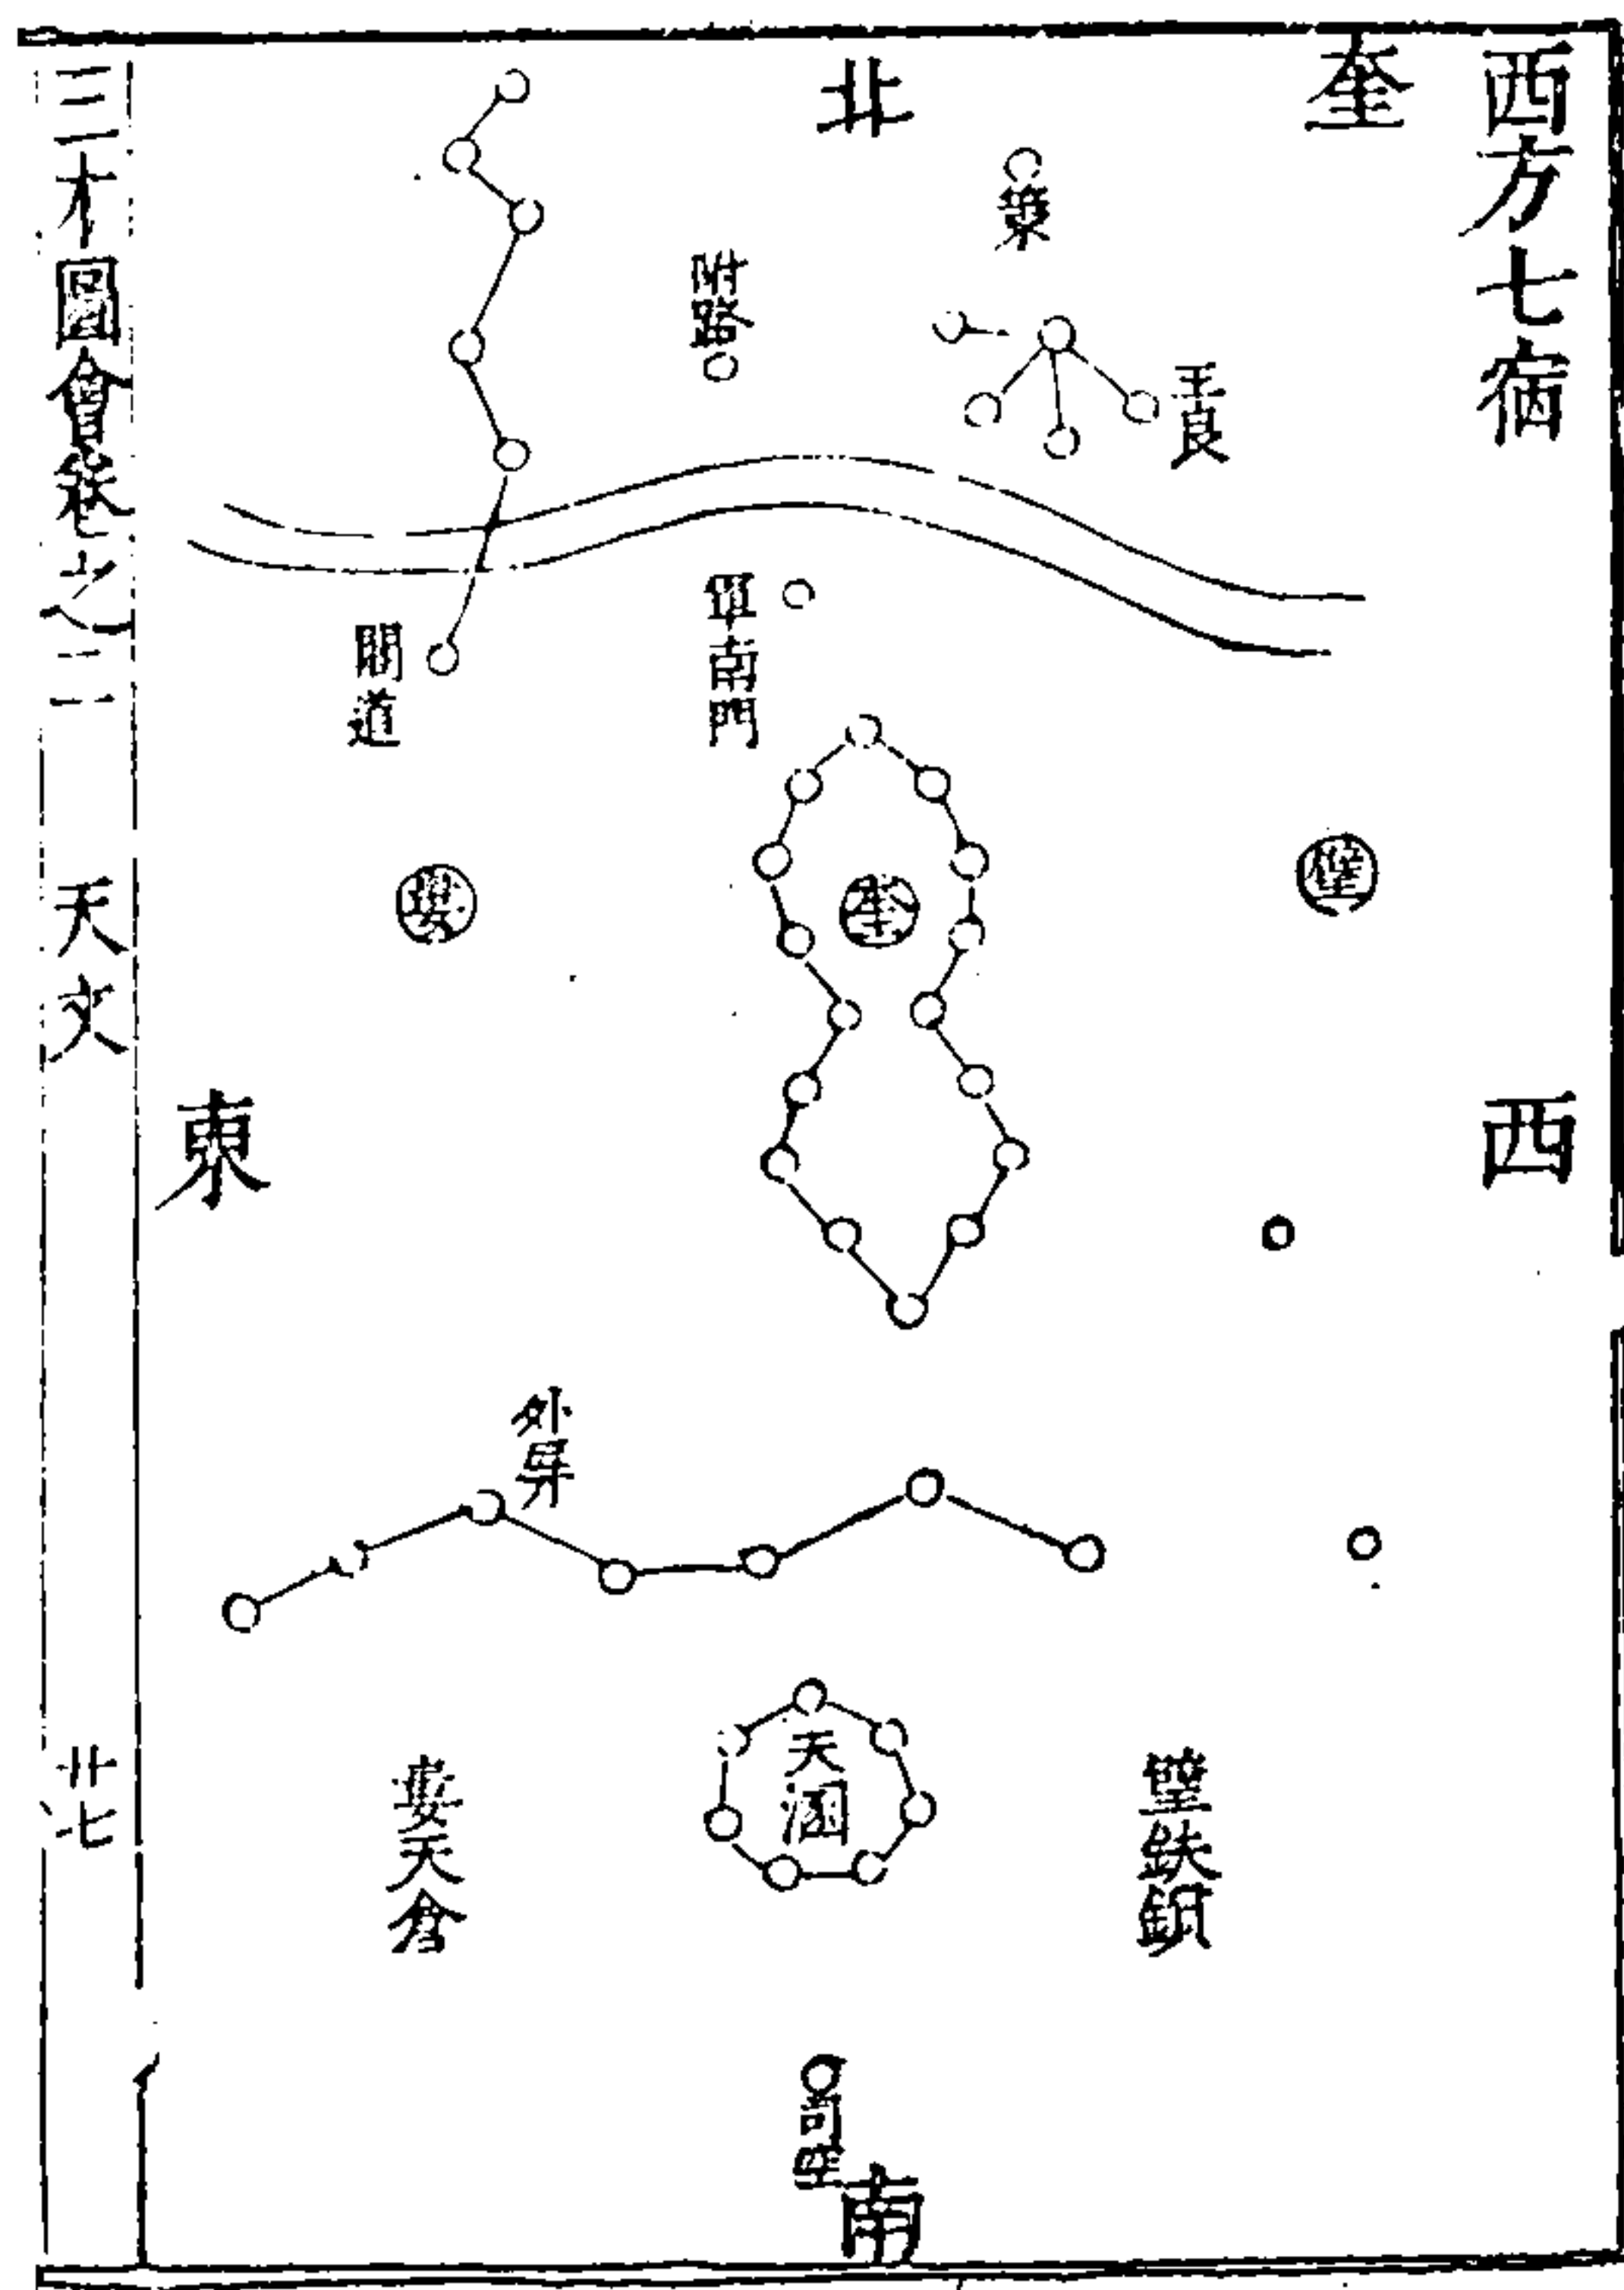 西方七宿
奎
北
策
王良
附路
閣道
軍南門
壁
奎
婁
西
東
外屏
天溷
壁鈇鑕
婁天倉
司空
南
三才圖會卷之二
天文
廿七